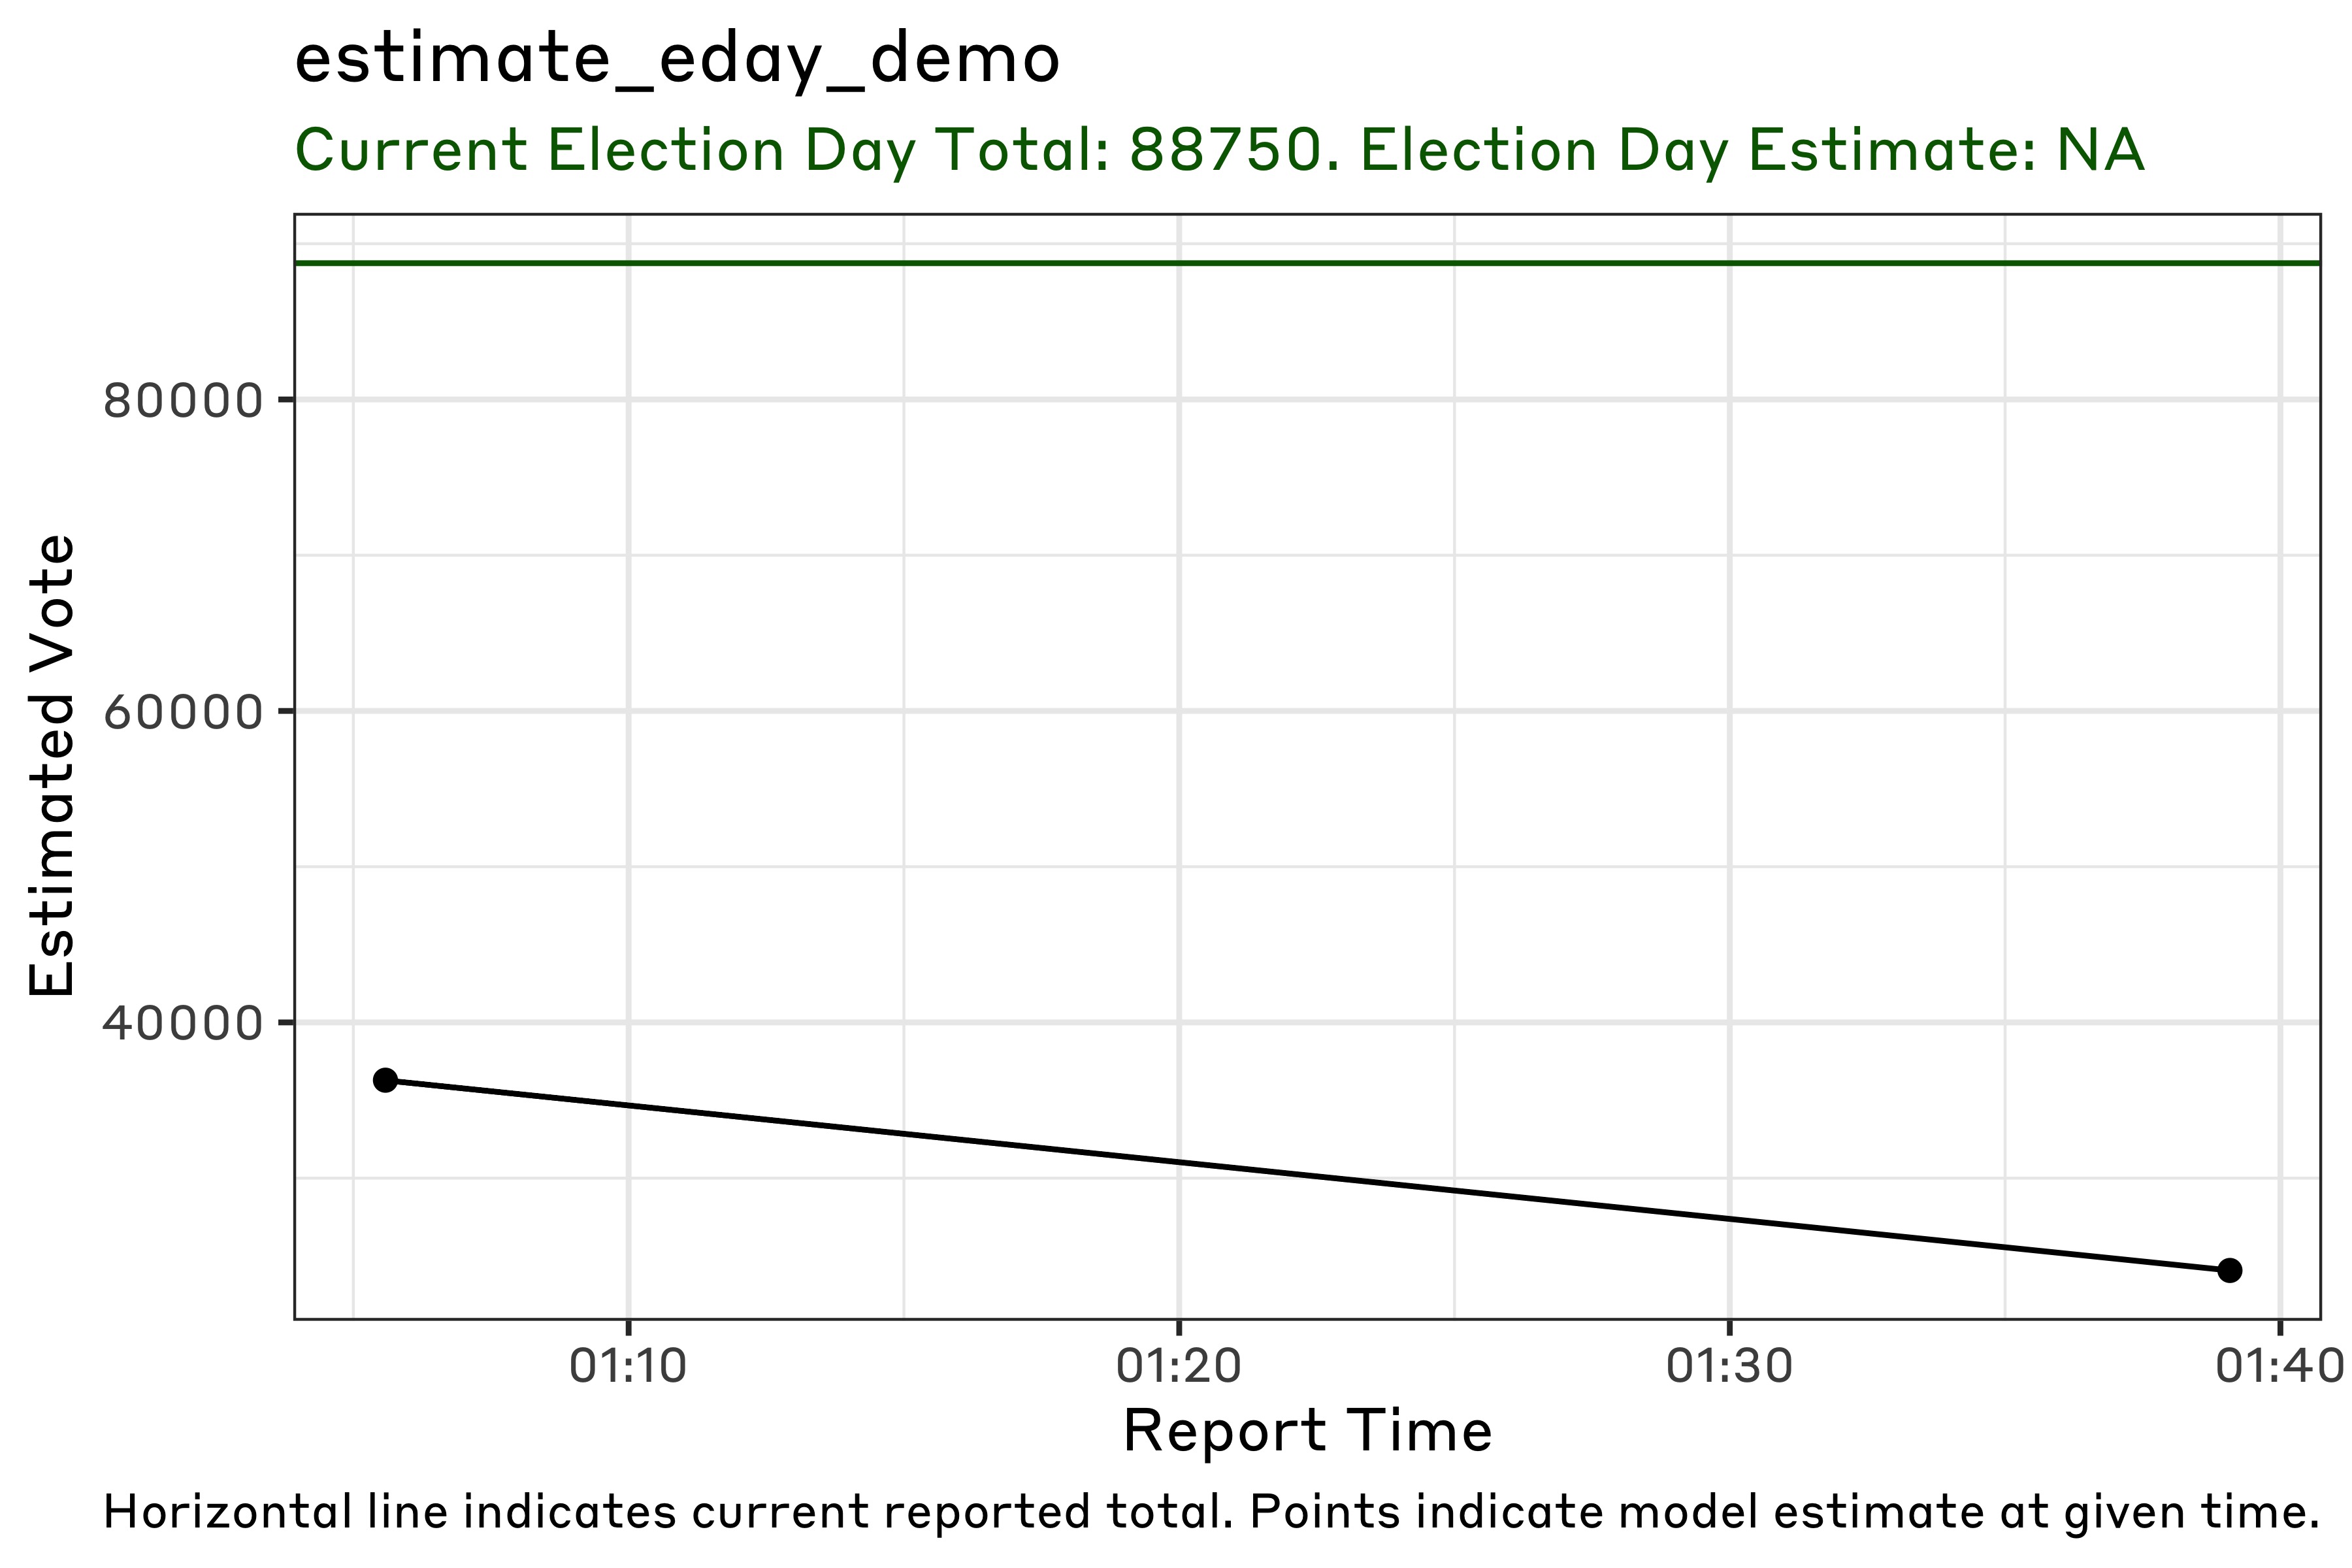 estimate_eday_demo
Current Election Day Total: 88750. Election Day Estimate: NA
Estimated Vote
80000
60000
40000
01:10 01:20 01:30 01:40
Report Time
Horizontal line indicates current reported total. Points indicate model estimate at given time.